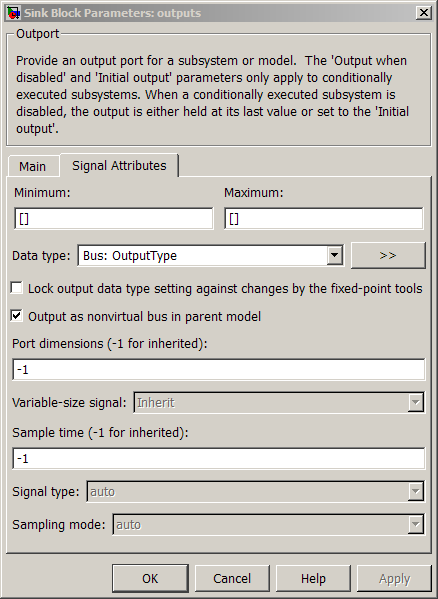 Sink Block Parameters: outputs
Outport
Provide an output port for a subsystem or model.  The 'Output when
disabled' and 'Initial output' parameters only apply to conditionally
executed subsystems. When a conditionally executed subsystem is
disabled, the output is either held at its last value or set to the 'Initial
output'.
Main Signal Attributes
Minimum: Maximum:
[] []
Data type: Bus: OutputType >>
Lock output data type setting against changes by the fixed-point tools
Output as nonvirtual bus in parent model
Port dimensions (-1 for inherited):
-1
Variable-size signal: Inherit
Sample time (-1 for inherited):
-1
Signal type: auto
Sampling mode: auto
OK Cancel Help Apply